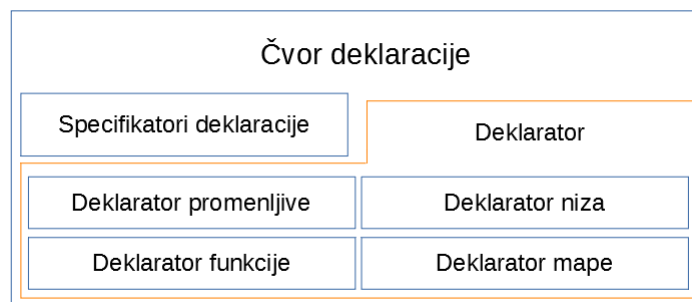 Čvor deklaracije
Specifikatori deklaracije
Deklarator
Deklarator promenljive
Deklarator niza
Deklarator funkcije
Deklarator mape